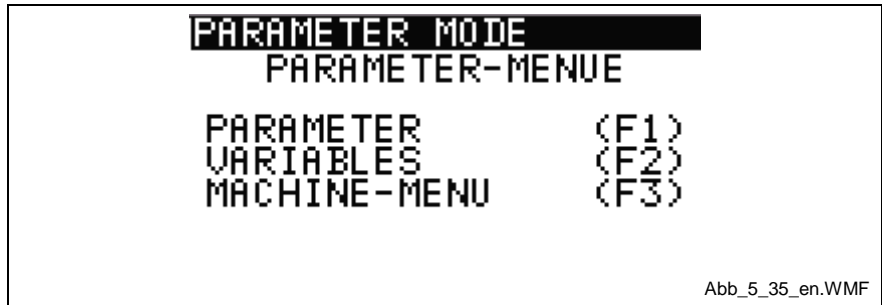 PARAMETER MODE
PARAMETER-MENUE
PARAMETER (F1)
VARIABLES (F2)
MACHINE-MENU (F3)
Abb_5_35_en.WMF